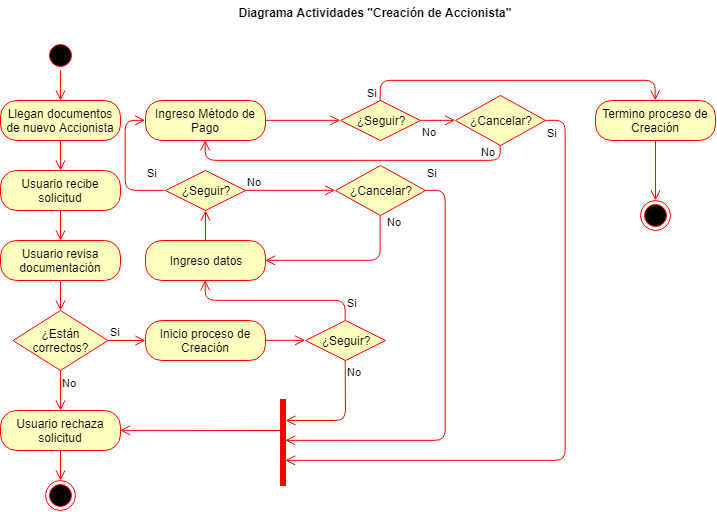 Diagrama Actividades "Creación de Accionista"
Llegan documentos
de nuevo Accionista
Ingreso Método de
Pago
Si
¿Seguir?
No
¿Cancelar?
Si
No
Termino proceso de
Creación
Usuario recibe
solicitud
Si
¿Seguir?
No
¿Cancelar?
Si
No
Usuario revisa
documentación
Ingreso datos
¿Están
correctos?
Si
No
Inicio proceso de
Creación
Si
¿Seguir?
No
Usuario rechaza
solicitud